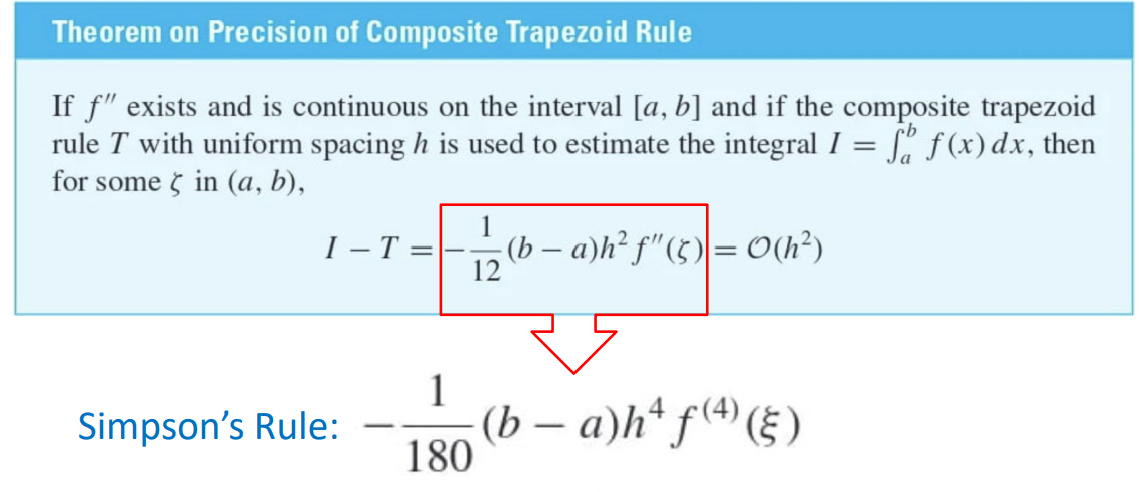 Theorem on Precision of Composite Trapezoid Rule
If f″ exists and is continuous on the interval [a, b] and if the composite trapezoid
rule T with uniform spacing h is used to estimate the integral I = ∫ₐᵇ f(x) dx, then
for some ζ in (a, b),
I − T = −1/12 (b − a)h² f″(ζ) = 𝒪(h²)
Simpson's Rule: −1/180 (b − a)h⁴ f⁽⁴⁾(ξ)